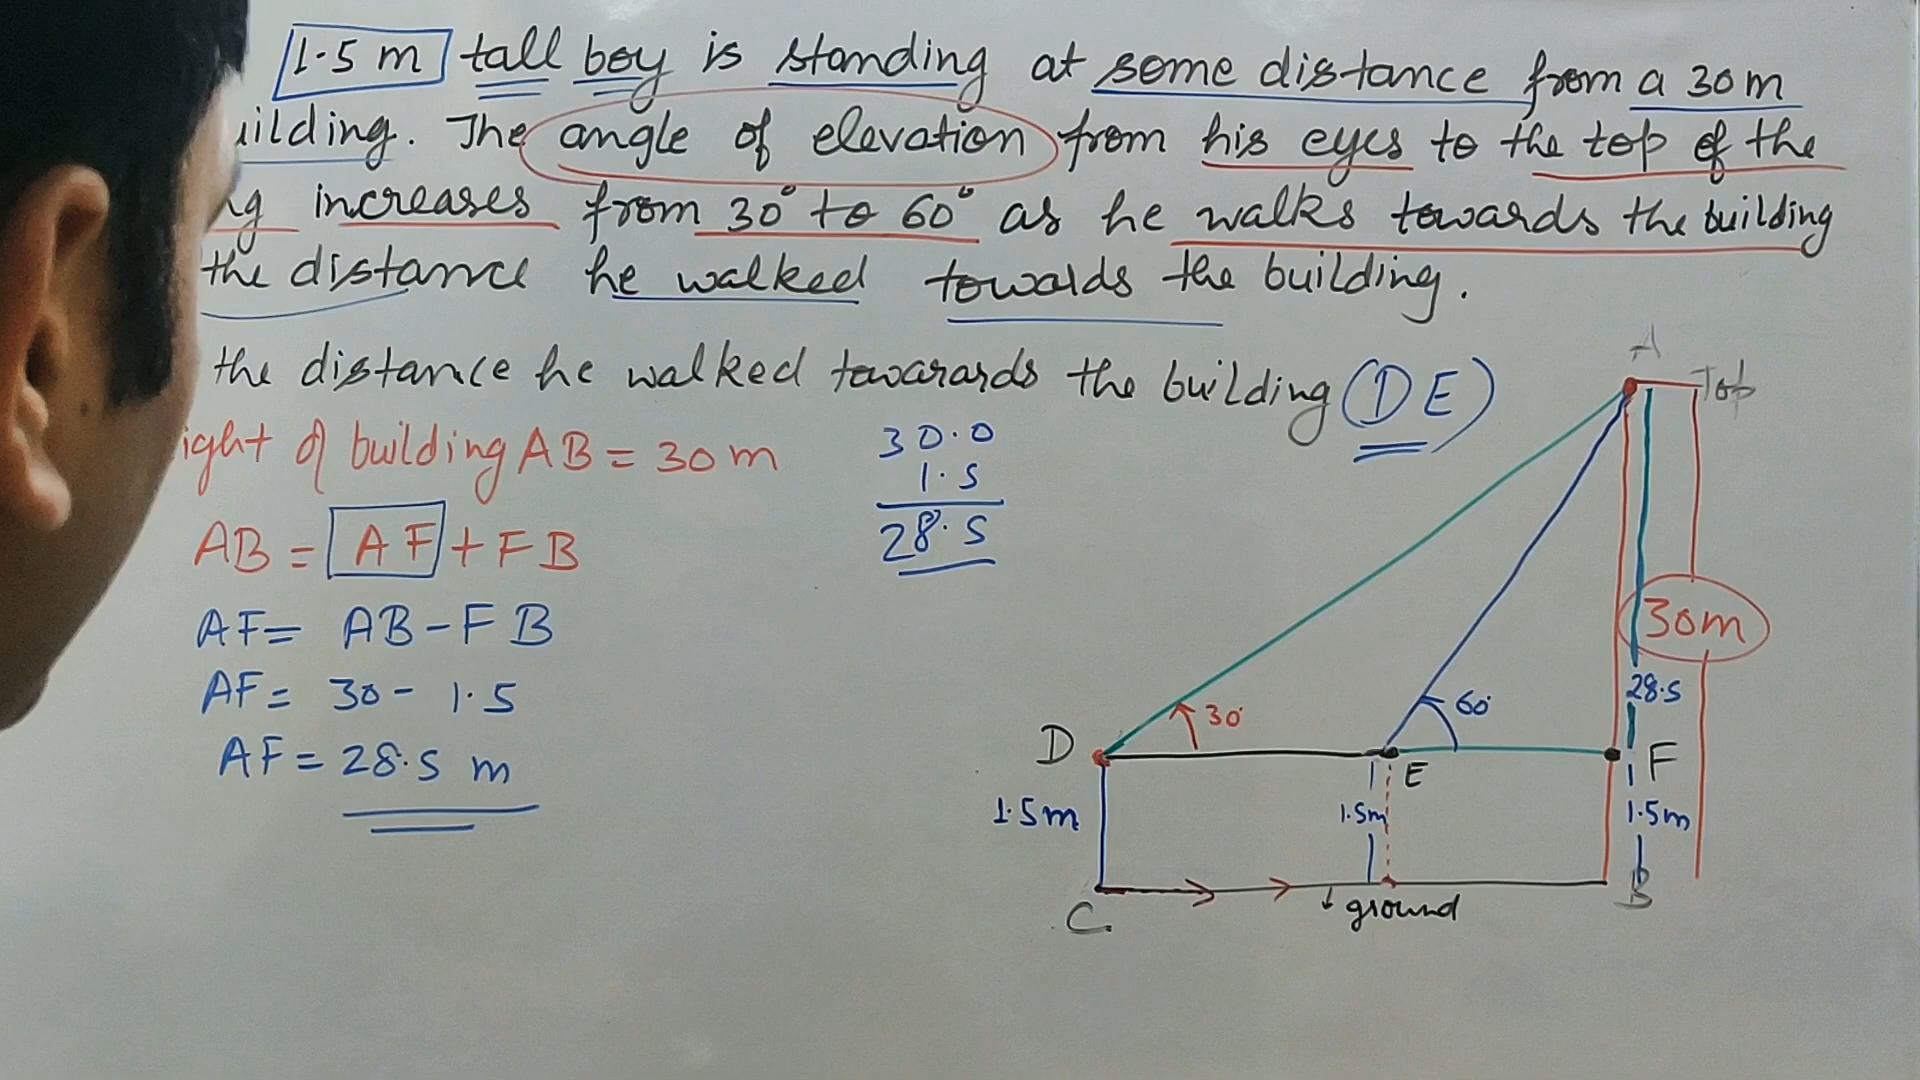 1.5 m tall boy is standing at some distance from a 30 m
uilding. The angle of elevation from his eyes to the top of the
ng increases from 30° to 60° as he walks towards the building
the distance he walked towalds the building.
the distance he walked towarards the building (DE)
ight of building AB = 30 m
AB = AF + FB
AF = AB - FB
AF = 30 - 1.5
AF = 28.5 m
30.0
1.5
28.5
A
Top
30m
28.5
30°
60°
D
E
F
1.5m
1.5m
1.5m
C
B
ground